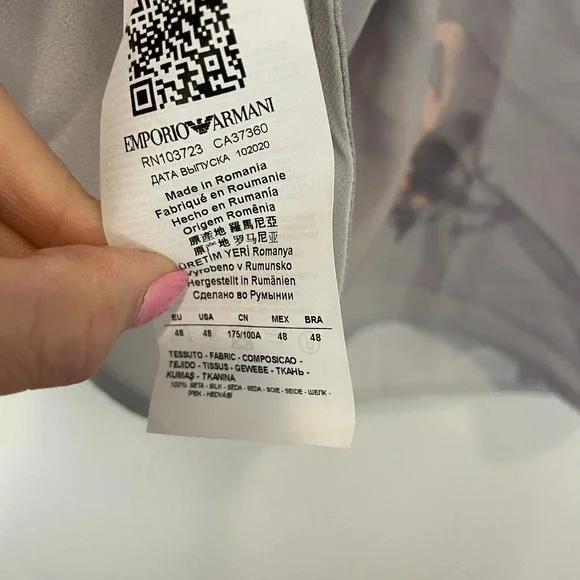 EMPORIO ARMANI
RN103723 CA37360
ДАТА ВЫПУСКА 102020
Made in Romania
Fabriqué en Roumanie
Hecho en Rumanía
Origem Romênia
原產地 羅馬尼亞
原产地 罗马尼亚
ÜRETİM YERİ Romanya
Vyrobeno v Rumunsko
Hergestellt in Rumänien
Сделано во Румынии
EU USA CN MEX BRA
48 48 175/100A 48 48
TESSUTO - FABRIC - COMPOSICAO -
TEJIDO - TISSUS - GEWEBE - ТКАНЬ -
KUMAŞ - TKANINA
100% SETA - SILK - SEDA - SEDA - SOIE - SEIDE - ШЕЛК -
İPEK - HEDVÁBÍ